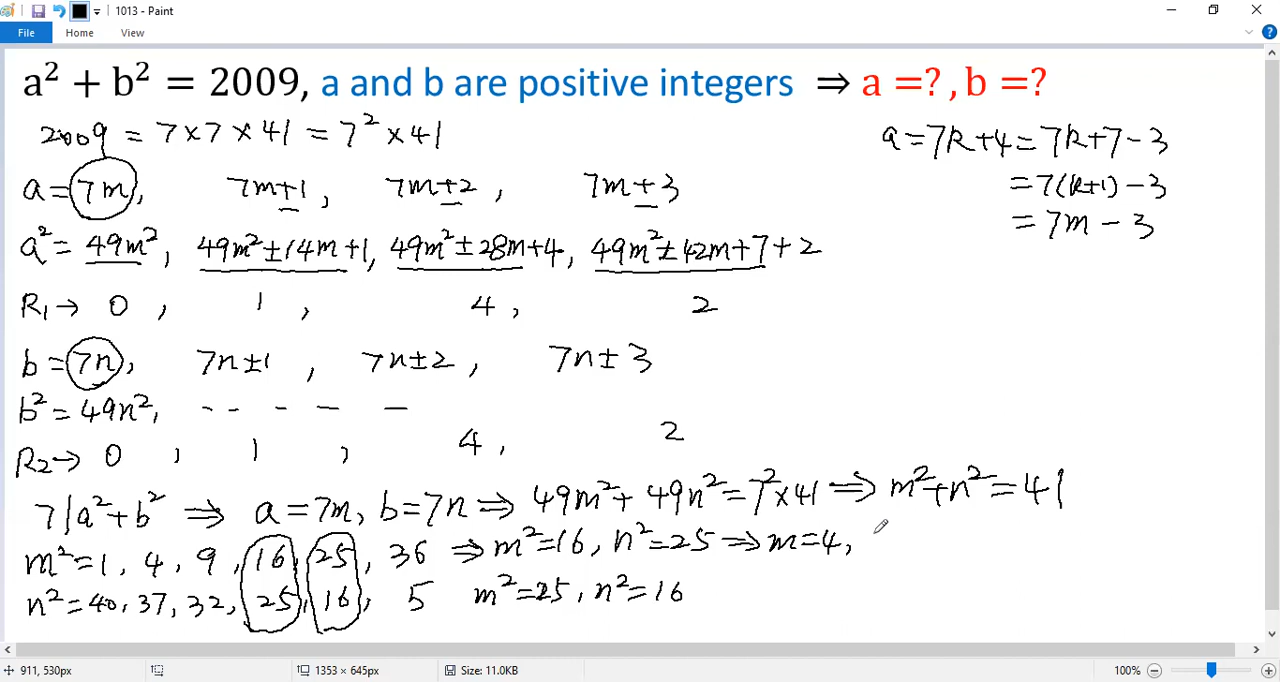 1013 - Paint
File Home View
a² + b² = 2009, a and b are positive integers ⇒ a =?, b =?
2009 = 7×7×41 = 7²×41
a = 7k+4 = 7k+7-3
= 7(k+1) - 3
= 7m - 3
a = 7m, 7m±1, 7m±2, 7m±3
a² = 49m², 49m²±14m+1, 49m²±28m+4, 49m²±42m+7+2
R₁→ 0, 1, 4, 2
b = 7n, 7n±1, 7n±2, 7n±3
b² = 49n², -- - - -
R₂→ 0, 1, 4, 2
7|a²+b² ⇒ a=7m, b=7n ⇒ 49m²+49n²=7²×41 ⇒ m²+n²=41
m²=1, 4, 9, 16, 25, 36 ⇒ m²=16, n²=25 ⇒ m=4,
n²=40, 37, 32, 25, 16, 5 m²=25, n²=16
911, 530px 1353 × 645px Size: 11.0KB 100%